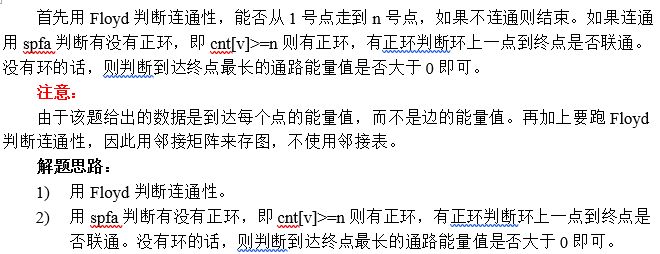 首先用 Floyd 判断连通性，能否从 1 号点走到 n 号点，如果不连通则结束。如果连通
用 spfa 判断有没有正环，即 cnt[v]>=n 则有正环，有正环判断环上一点到终点是否联通。
没有环的话，则判断到达终点最长的通路能量值是否大于 0 即可。
注意：
由于该题给出的数据是到达每个点的能量值，而不是边的能量值。再加上要跑 Floyd
判断连通性，因此用邻接矩阵来存图，不使用邻接表。
解题思路：
1) 用 Floyd 判断连通性。
2) 用 spfa 判断有没有正环，即 cnt[v]>=n 则有正环，有正环判断环上一点到终点是
否联通。没有环的话，则判断到达终点最长的通路能量值是否大于 0 即可。